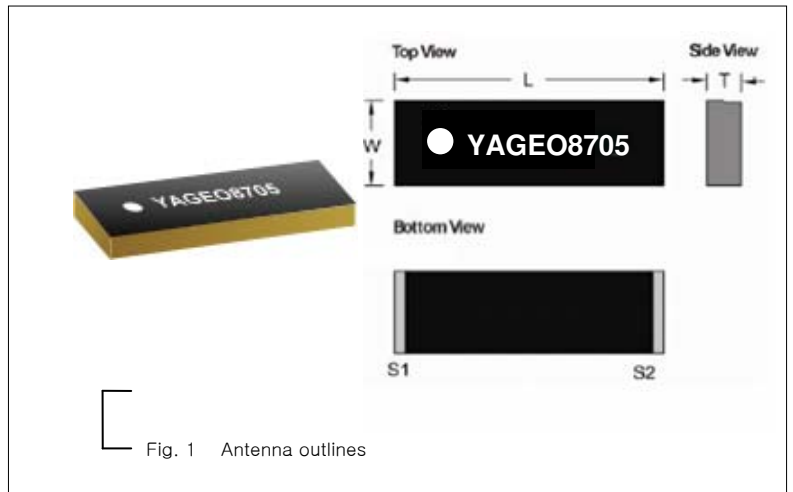 Top View
Side View
L
T
W
YAGEO8705
YAGEO8705
Bottom View
S1
S2
Fig. 1 Antenna outlines